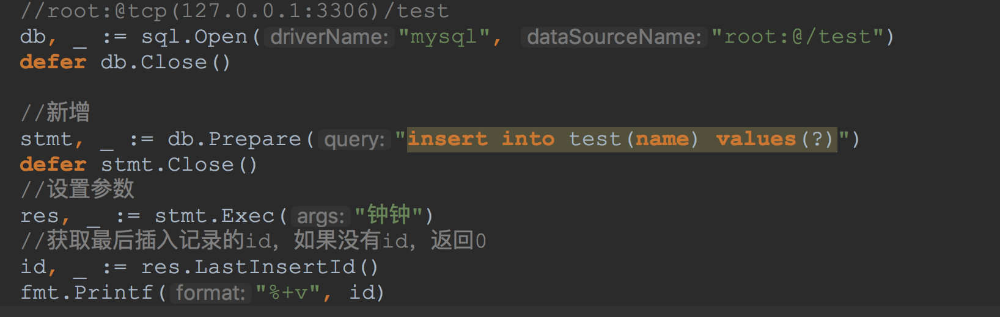 //root:@tcp(127.0.0.1:3306)/test
db, _ := sql.Open( driverName: "mysql", dataSourceName: "root:@/test")
defer db.Close()
//新增
stmt, _ := db.Prepare( query: "insert into test(name) values(?)")
defer stmt.Close()
//设置参数
res, _ := stmt.Exec( args: "钟钟")
//获取最后插入记录的id，如果没有id，返回0
id, _ := res.LastInsertId()
fmt.Printf( format: "%+v", id)